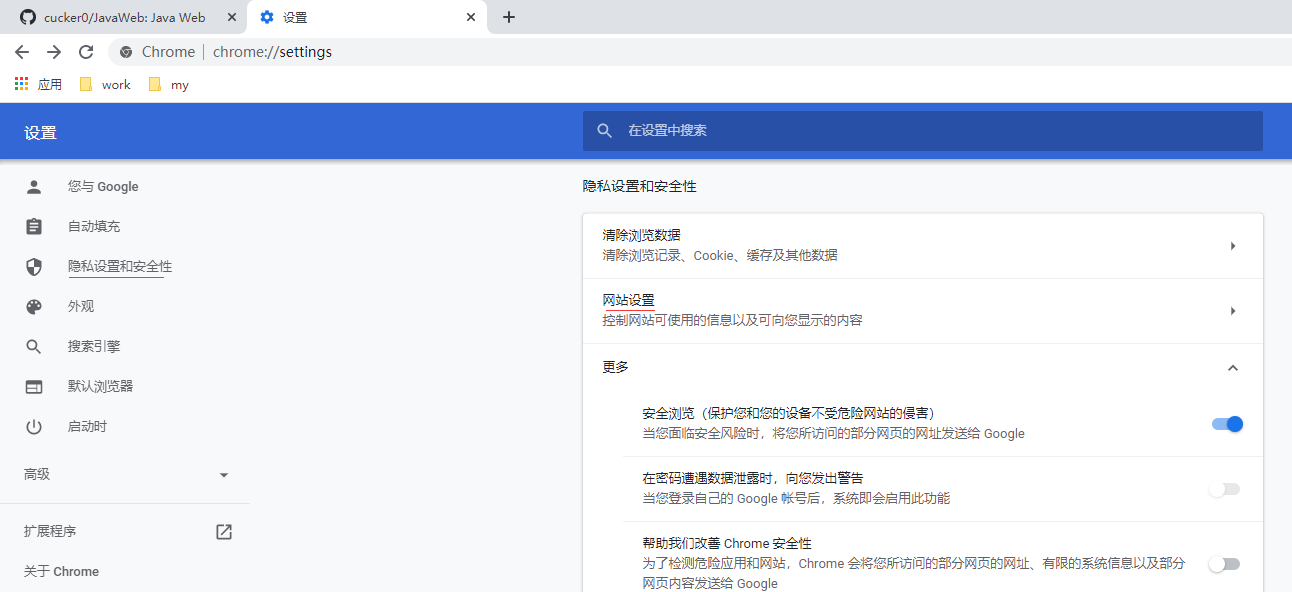 cucker0/JavaWeb: Java Web
设置
Chrome | chrome://settings
应用
work
my
设置
在设置中搜索
您与 Google
自动填充
隐私设置和安全性
外观
搜索引擎
默认浏览器
启动时
高级
扩展程序
关于 Chrome
隐私设置和安全性
清除浏览数据
清除浏览记录、Cookie、缓存及其他数据
网站设置
控制网站可使用的信息以及可向您显示的内容
更多
安全浏览（保护您和您的设备不受危险网站的侵害）
当您面临安全风险时，将您所访问的部分网页的网址发送给 Google
在密码遭遇数据泄露时，向您发出警告
当您登录自己的 Google 帐号后，系统即会启用此功能
帮助我们改善 Chrome 安全性
为了检测危险应用和网站，Chrome 会将您所访问的部分网页的网址、有限的系统信息以及部分
网页内容发送给 Google